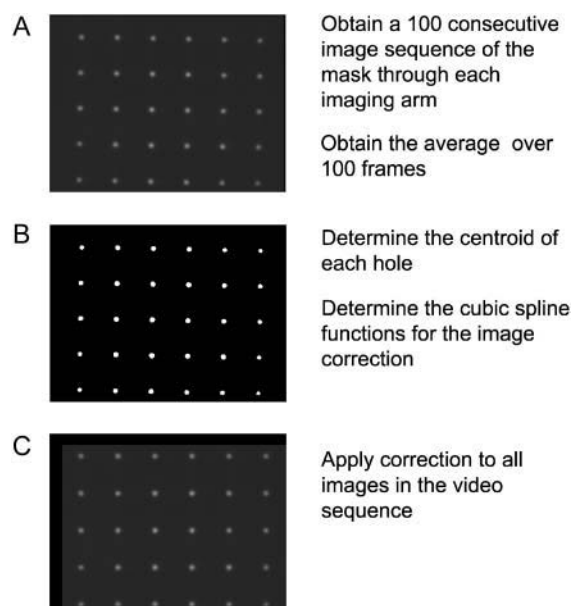 A
Obtain a 100 consecutive
image sequence of the
mask through each
imaging arm
Obtain the average over
100 frames
B
Determine the centroid of
each hole
Determine the cubic spline
functions for the image
correction
C
Apply correction to all
images in the video
sequence